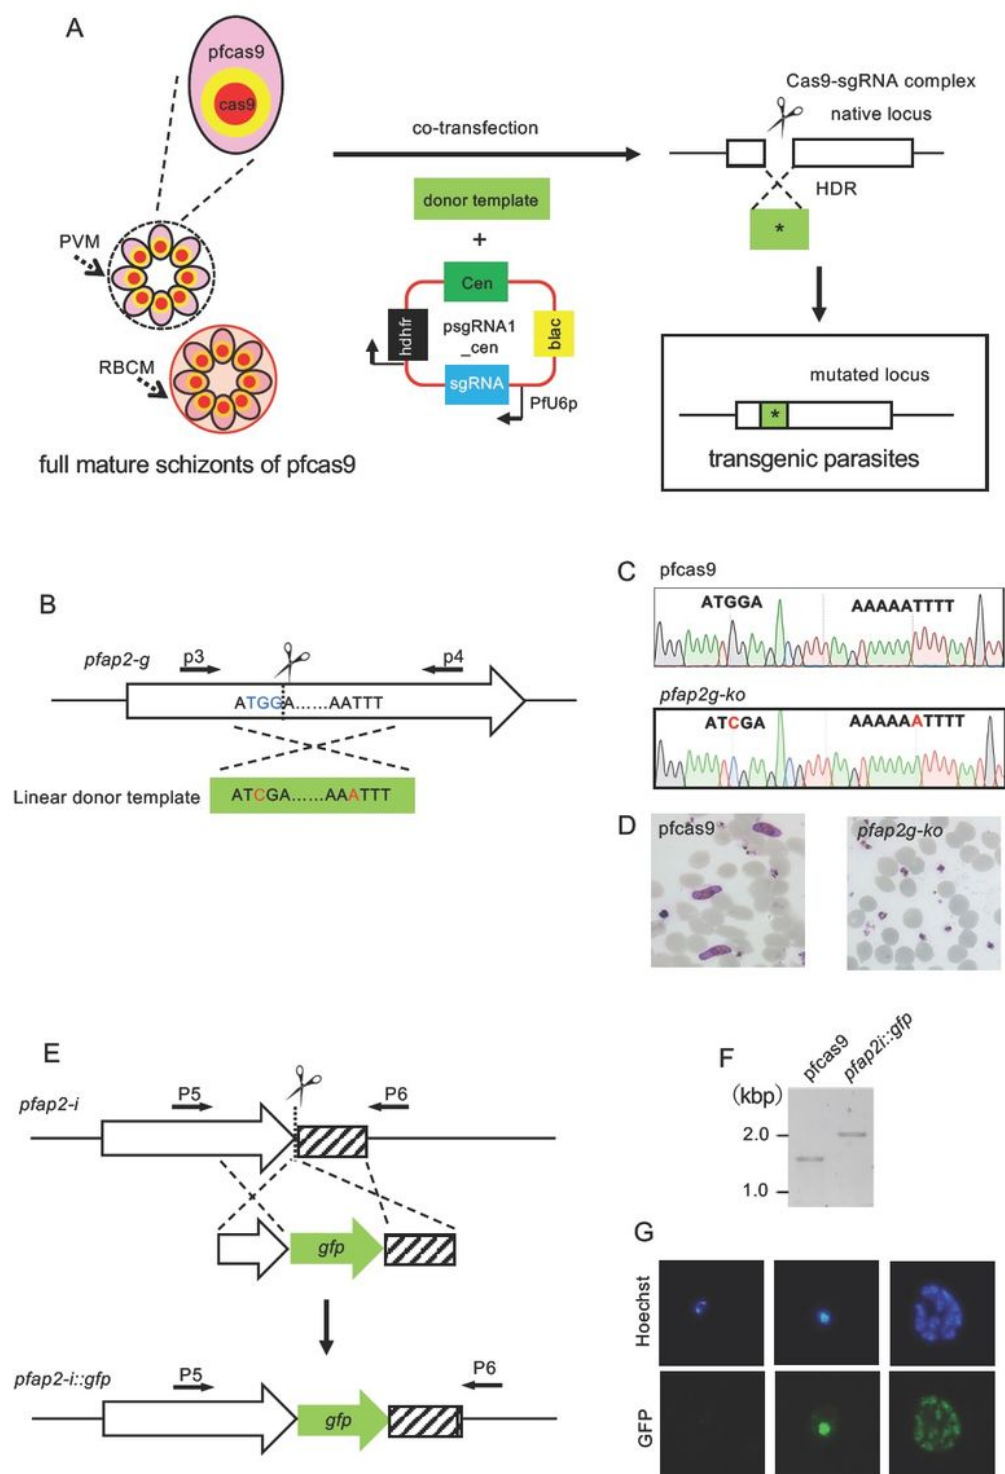 A
pfcas9
cas9
PVM
RBCM
full mature schizonts of pfcas9
co-transfection
donor template
+
Cen
hdhfr
psgRNA1
_cen
blac
sgRNA
PfU6p
Cas9-sgRNA complex
native locus
HDR
*
mutated locus
*
transgenic parasites
B
pfap2-g
p3
p4
ATGGA......AATTT
Linear donor template
ATCGA......AAATTT
C
pfcas9
ATGGA AAAAATTTT
pfap2g-ko
ATCGA AAAAAATTTT
D
pfcas9
pfap2g-ko
E
pfap2-i
P5
P6
gfp
pfap2-i::gfp
P5
P6
gfp
F
pfcas9
pfap2i::gfp
(kbp)
2.0
1.0
G
Hoechst
GFP